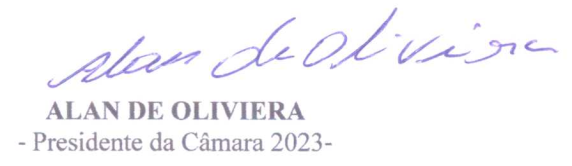 Alan de Oliviera
ALAN DE OLIVIERA
- Presidente da Câmara 2023-